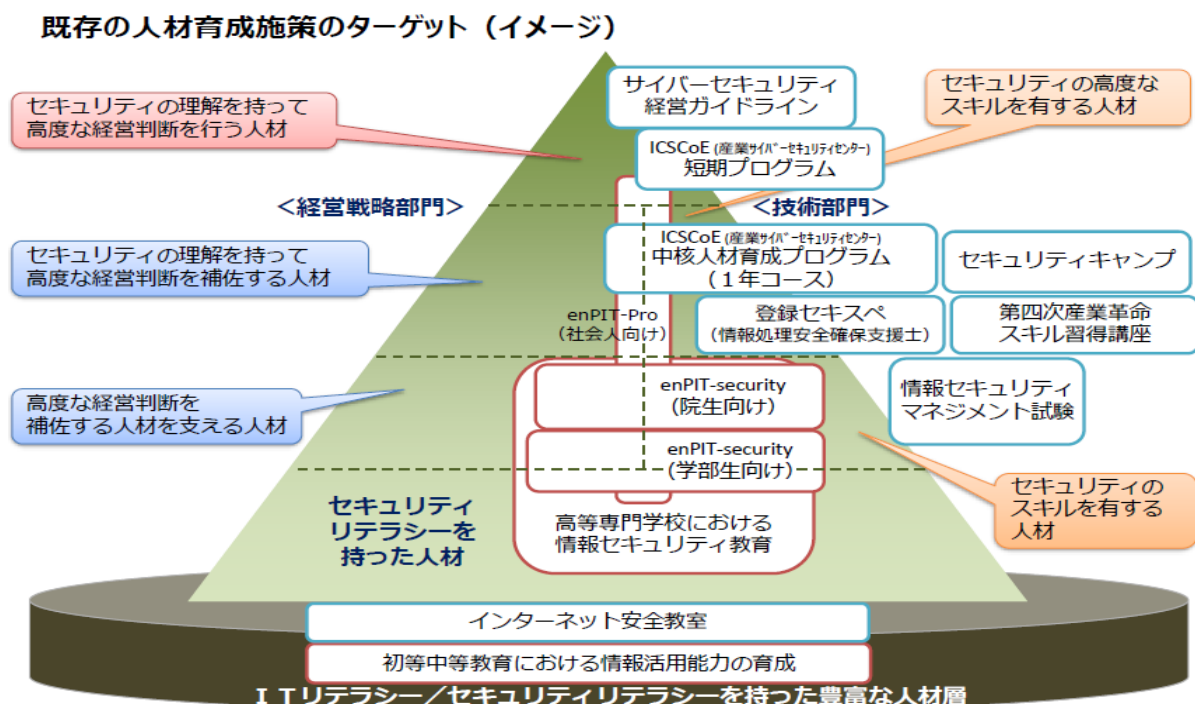 既存の人材育成施策のターゲット（イメージ）
サイバーセキュリティ
経営ガイドライン
セキュリティの高度な
スキルを有する人材
セキュリティの理解を持って
高度な経営判断を行う人材
ICSCoE (産業サイバーセキュリティセンター)
短期プログラム
＜経営戦略部門＞
＜技術部門＞
セキュリティの理解を持って
高度な経営判断を補佐する人材
ICSCoE (産業サイバーセキュリティセンター)
中核人材育成プログラム
（１年コース）
セキュリティキャンプ
enPIT-Pro
（社会人向け）
登録セキスペ
（情報処理安全確保支援士）
第四次産業革命
スキル習得講座
高度な経営判断を
補佐する人材を支える人材
enPIT-security
（院生向け）
情報セキュリティ
マネジメント試験
enPIT-security
（学部生向け）
セキュリティの
スキルを有する
人材
セキュリティ
リテラシーを
持った人材
高等専門学校における
情報セキュリティ教育
インターネット安全教室
初等中等教育における情報活用能力の育成
ＩＴリテラシー／セキュリティリテラシーを持った豊富な人材層